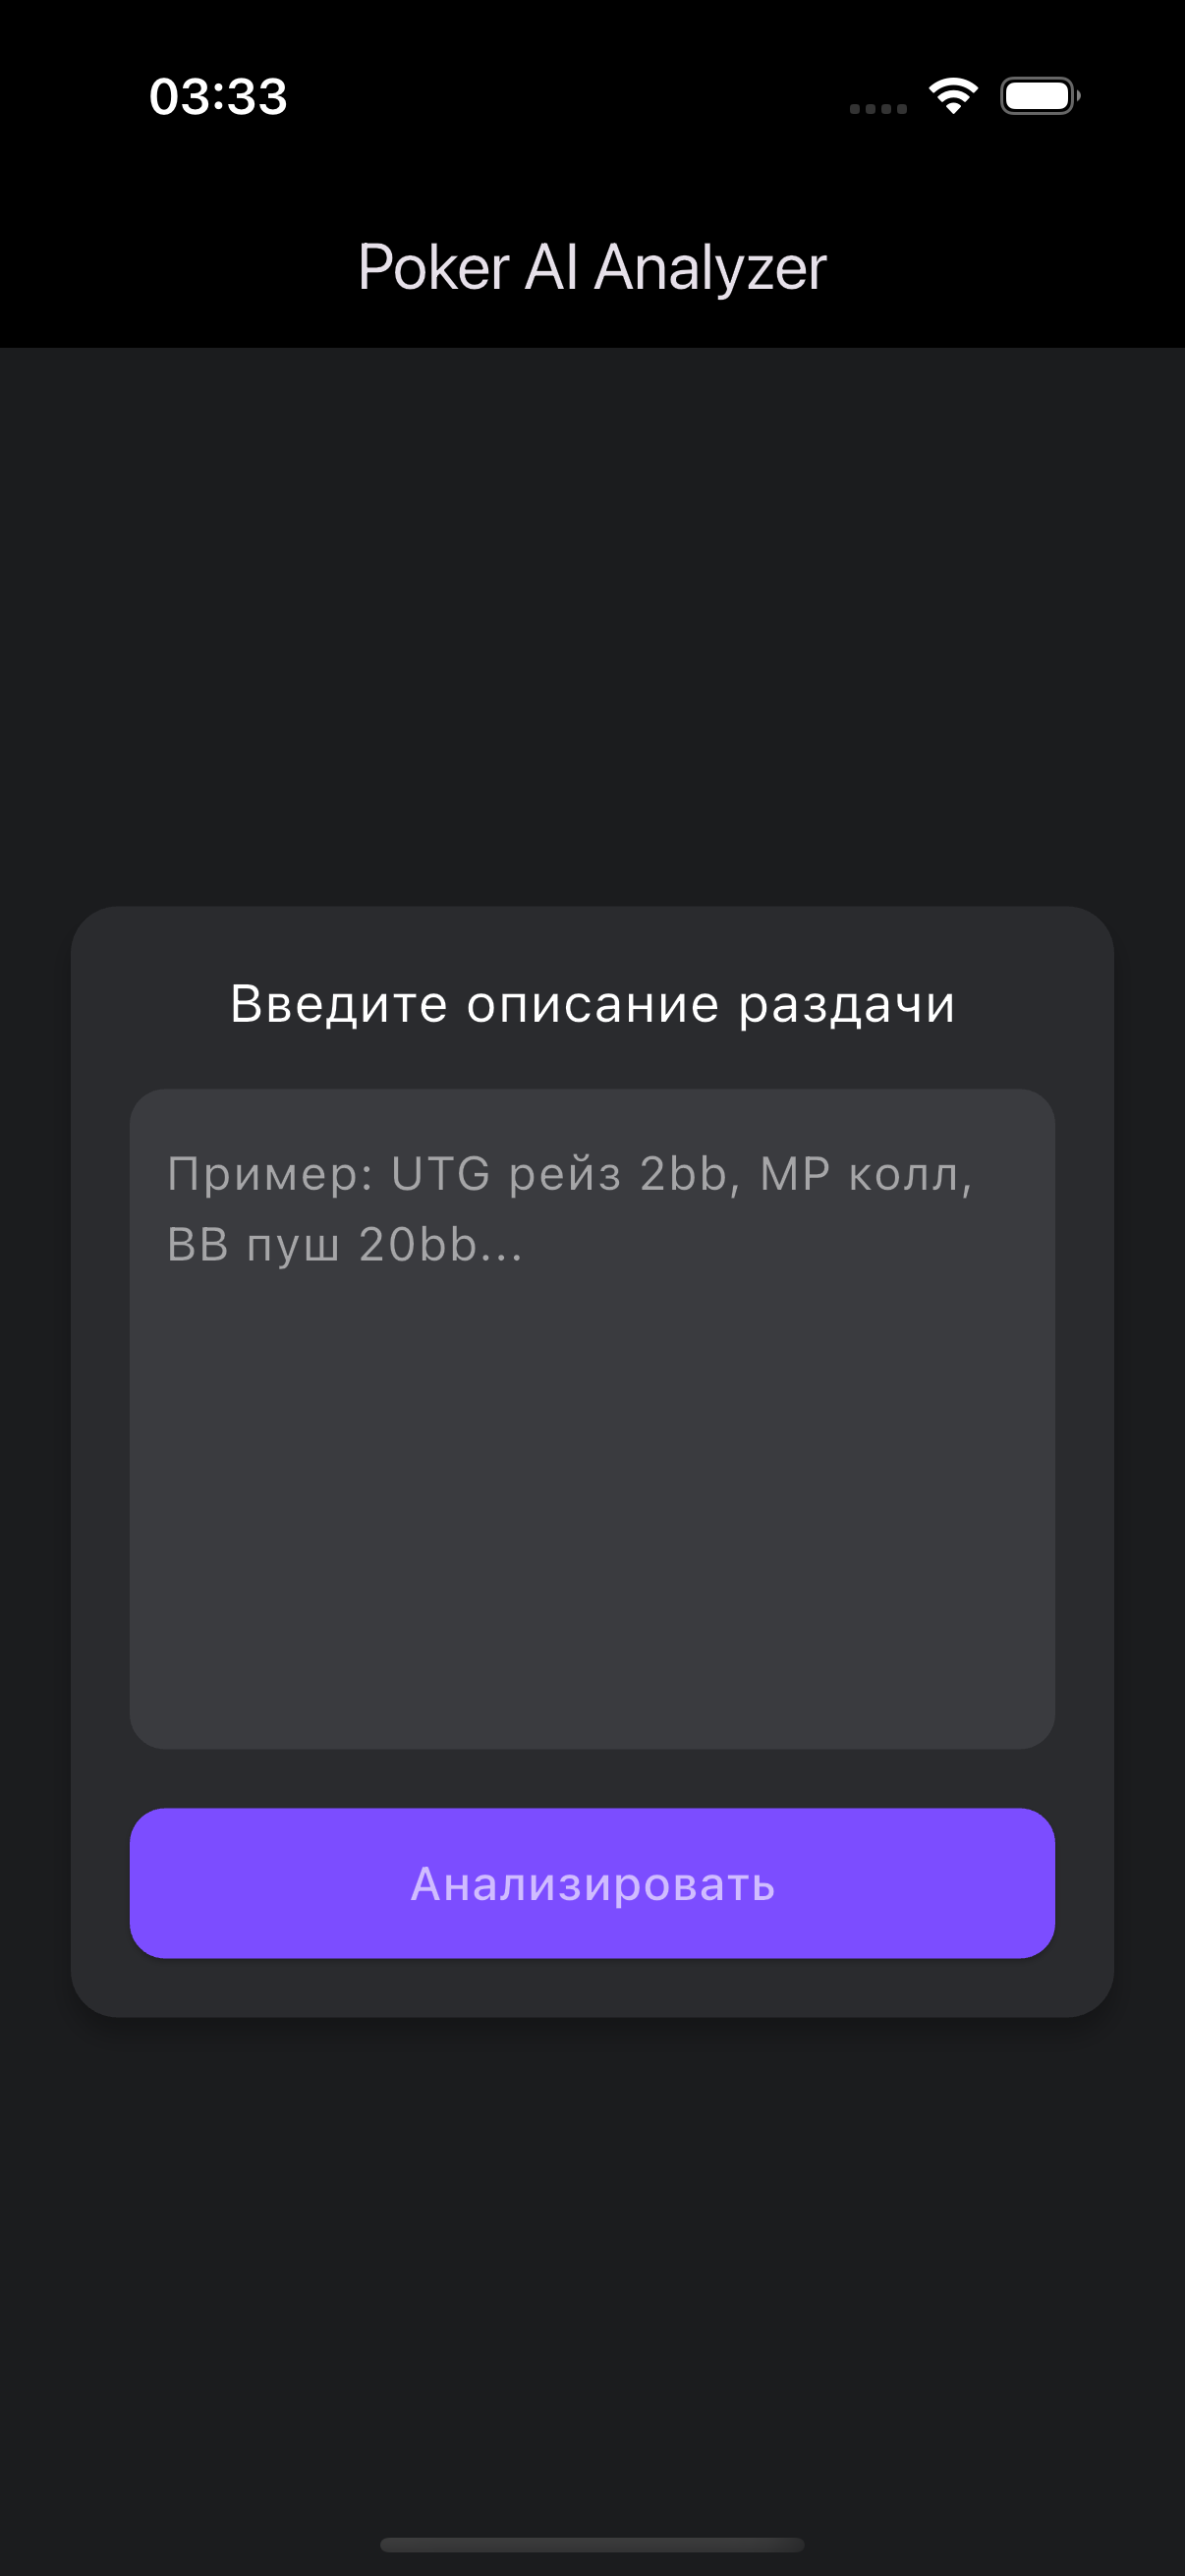 03:33
Poker AI Analyzer
Введите описание раздачи
Пример: UTG рейз 2bb, MP колл,
BB пуш 20bb...
Анализировать